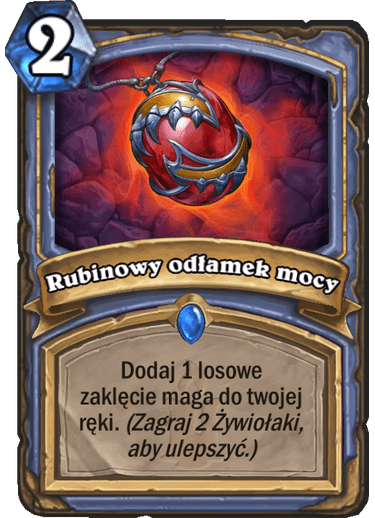 2
Rubinowy odłamek mocy
Dodaj 1 losowe
zaklęcie maga do twojej
ręki. (Zagraj 2 Żywiołaki,
aby ulepszyć.)